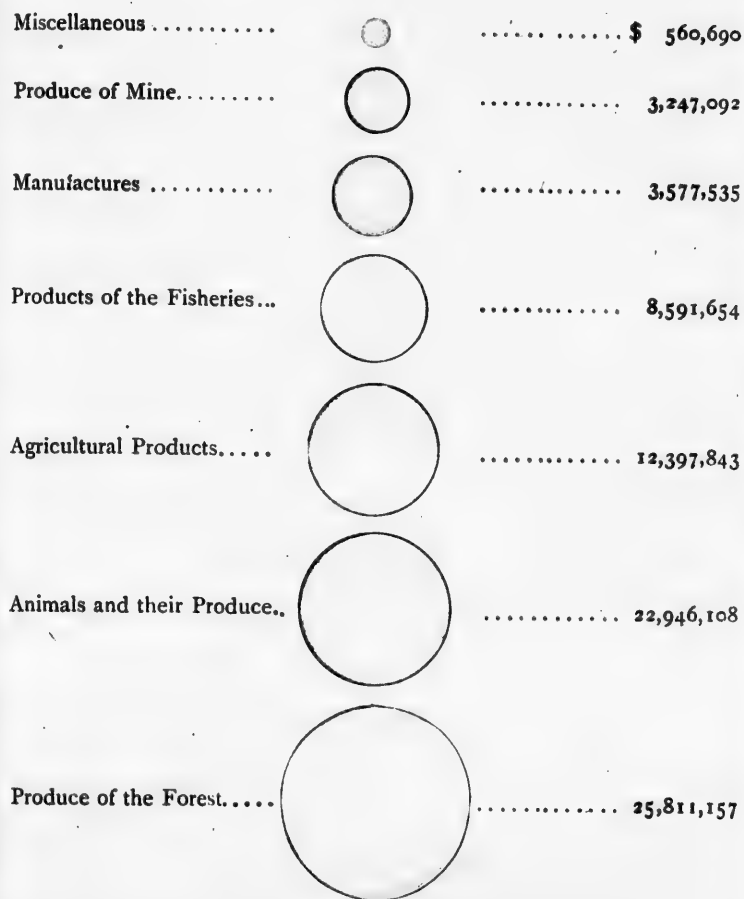 Miscellaneous ........... ...... ...... $ 560,690
Produce of Mine......... ............. 3,247,092
Manufactures ........... ............. 3,577,535
Products of the Fisheries... ............. 8,591,654
Agricultural Products..... ............. 12,397,843
Animals and their Produce.. ............ 22,946,108
Produce of the Forest..... ............. 25,811,157